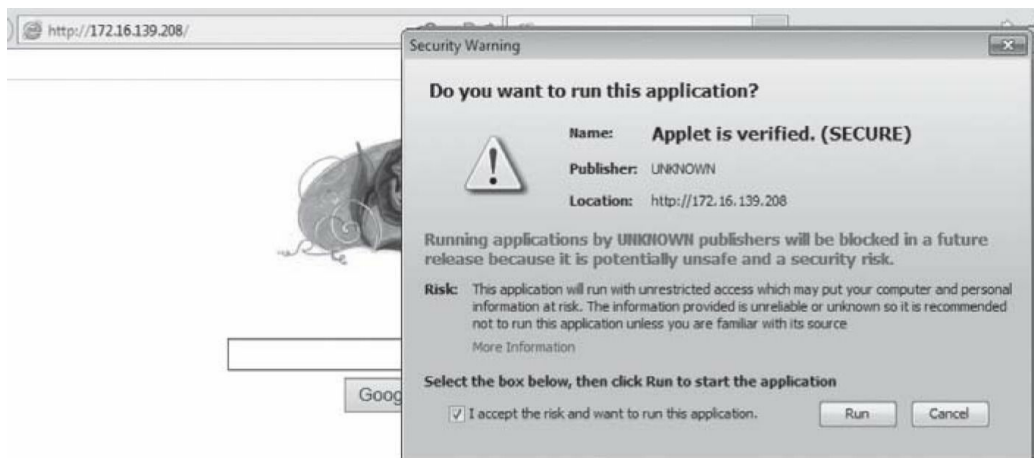 http://172.16.139.208/
Security Warning
Do you want to run this application?
Name: Applet is verified. (SECURE)
Publisher: UNKNOWN
Location: http://172.16.139.208
Running applications by UNKNOWN publishers will be blocked in a future
release because it is potentially unsafe and a security risk.
Risk: This application will run with unrestricted access which may put your computer and personal
information at risk. The information provided is unreliable or unknown so it is recommended
not to run this application unless you are familiar with its source
More Information
Select the box below, then click Run to start the application
I accept the risk and want to run this application.
Run
Cancel
Goog